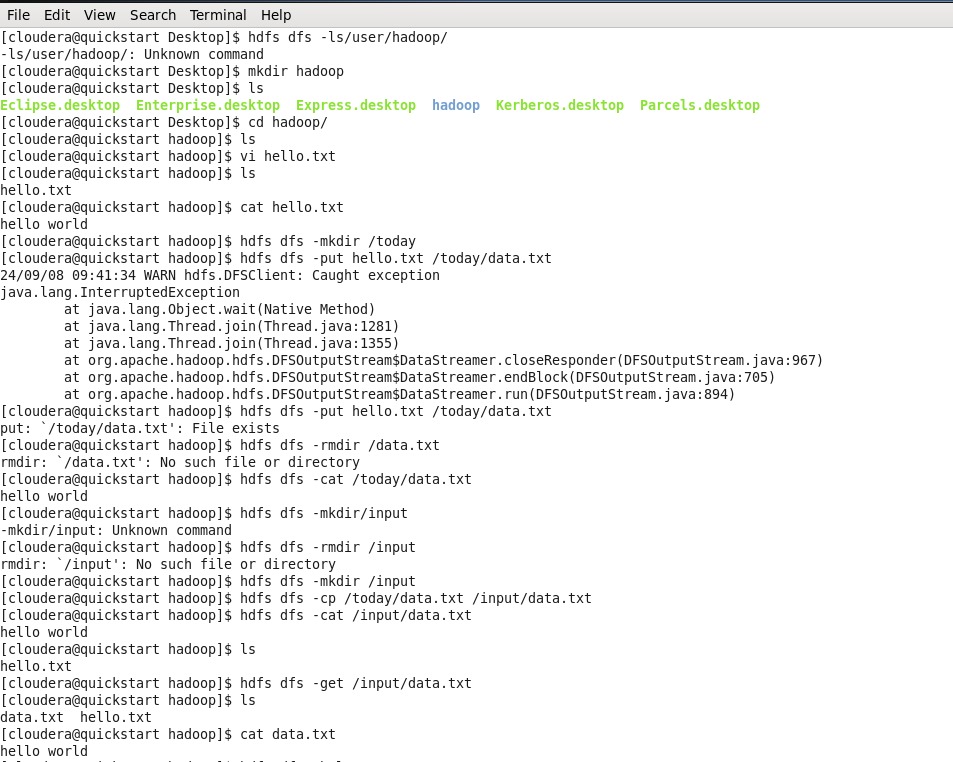 File Edit View Search Terminal Help
[cloudera@quickstart Desktop]$ hdfs dfs -ls/user/hadoop/
-ls/user/hadoop/: Unknown command
[cloudera@quickstart Desktop]$ mkdir hadoop
[cloudera@quickstart Desktop]$ ls
Eclipse.desktop  Enterprise.desktop  Express.desktop  hadoop  Kerberos.desktop  Parcels.desktop
[cloudera@quickstart Desktop]$ cd hadoop/
[cloudera@quickstart hadoop]$ ls
[cloudera@quickstart hadoop]$ vi hello.txt
[cloudera@quickstart hadoop]$ ls
hello.txt
[cloudera@quickstart hadoop]$ cat hello.txt
hello world
[cloudera@quickstart hadoop]$ hdfs dfs -mkdir /today
[cloudera@quickstart hadoop]$ hdfs dfs -put hello.txt /today/data.txt
24/09/08 09:41:34 WARN hdfs.DFSClient: Caught exception
java.lang.InterruptedException
        at java.lang.Object.wait(Native Method)
        at java.lang.Thread.join(Thread.java:1281)
        at java.lang.Thread.join(Thread.java:1355)
        at org.apache.hadoop.hdfs.DFSOutputStream$DataStreamer.closeResponder(DFSOutputStream.java:967)
        at org.apache.hadoop.hdfs.DFSOutputStream$DataStreamer.endBlock(DFSOutputStream.java:705)
        at org.apache.hadoop.hdfs.DFSOutputStream$DataStreamer.run(DFSOutputStream.java:894)
[cloudera@quickstart hadoop]$ hdfs dfs -put hello.txt /today/data.txt
put: `/today/data.txt': File exists
[cloudera@quickstart hadoop]$ hdfs dfs -rmdir /data.txt
rmdir: `/data.txt': No such file or directory
[cloudera@quickstart hadoop]$ hdfs dfs -cat /today/data.txt
hello world
[cloudera@quickstart hadoop]$ hdfs dfs -mkdir/input
-mkdir/input: Unknown command
[cloudera@quickstart hadoop]$ hdfs dfs -rmdir /input
rmdir: `/input': No such file or directory
[cloudera@quickstart hadoop]$ hdfs dfs -mkdir /input
[cloudera@quickstart hadoop]$ hdfs dfs -cp /today/data.txt /input/data.txt
[cloudera@quickstart hadoop]$ hdfs dfs -cat /input/data.txt
hello world
[cloudera@quickstart hadoop]$ ls
hello.txt
[cloudera@quickstart hadoop]$ hdfs dfs -get /input/data.txt
[cloudera@quickstart hadoop]$ ls
data.txt  hello.txt
[cloudera@quickstart hadoop]$ cat data.txt
hello world